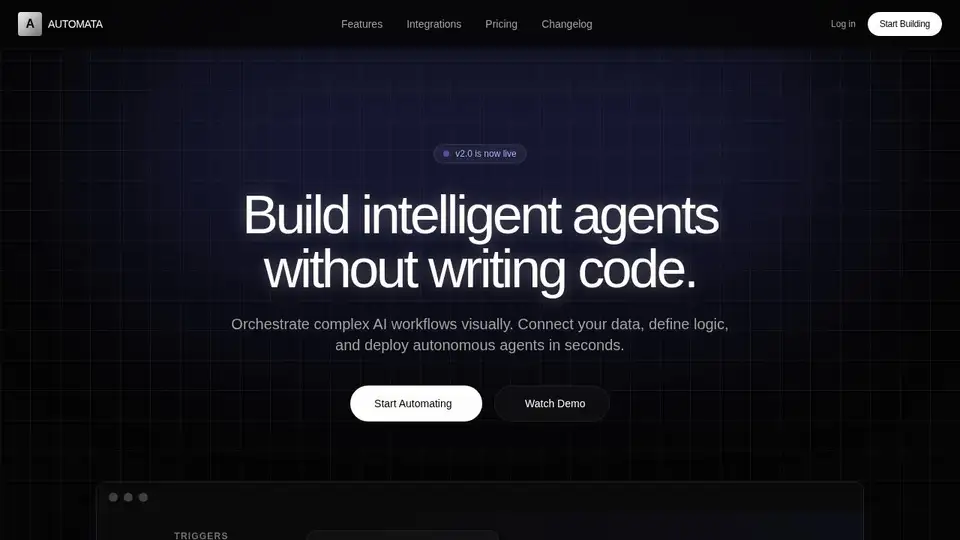 A AUTOMATA
Features
Integrations
Pricing
Changelog
Log in
Start Building
v2.0 is now live
Build intelligent agents
without writing code.
Orchestrate complex AI workflows visually. Connect your data, define logic,
and deploy autonomous agents in seconds.
Start Automating
Watch Demo
TRIGGERS